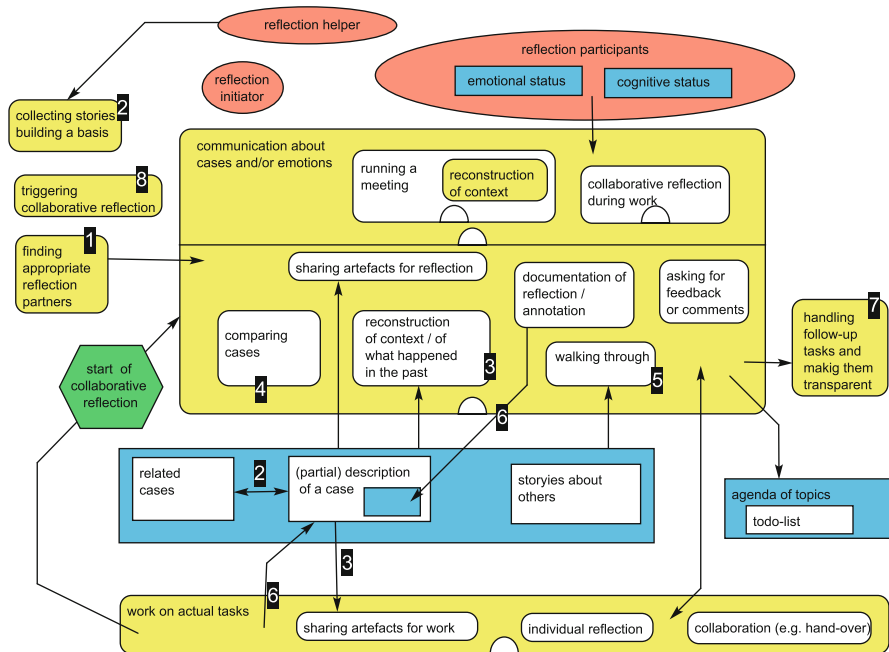 reflection helper
reflection participants
emotional status
cognitive status
reflection
initiator
2
collecting stories
building a basis
communication about
cases and/or emotions
running a
meeting
reconstruction
of context
collaborative reflection
during work
8
triggering
collaborative reflection
1
finding
appropriate
reflection
partners
sharing artefacts for reflection
documentation of
reflection /
annotation
asking for
feedback
or comments
7
handling
follow-up
tasks and
makig them
transparent
comparing
cases
4
reconstruction
of context / of
what happened
in the past
3
walking through
5
start of
collaborative
reflection
6
related
cases
2
(partial) description
of a case
storyies about
others
agenda of topics
todo-list
3
6
work on actual tasks
sharing artefacts for work
individual reflection
collaboration (e.g. hand-over)